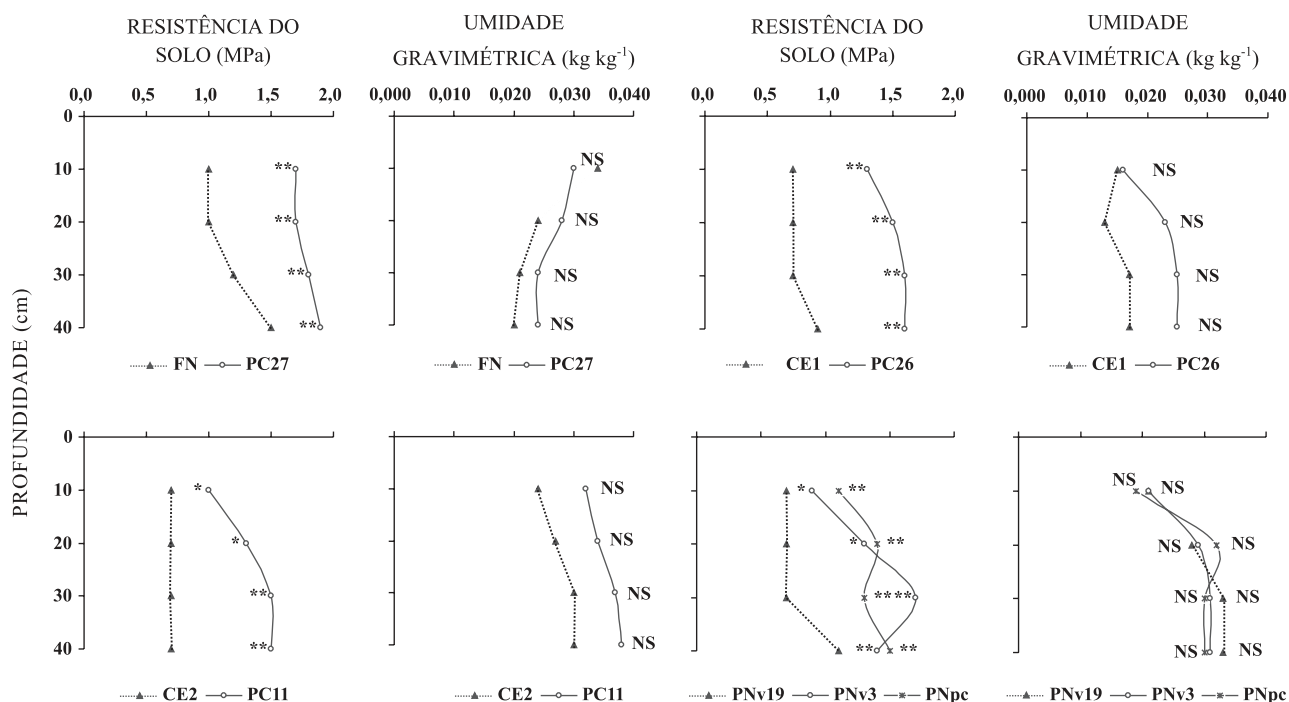 RESISTÊNCIA DO
SOLO (MPa)
0,0 0,5 1,0 1,5 2,0
UMIDADE
GRAVIMÉTRICA (kg kg-1)
0,000 0,010 0,020 0,030 0,040
RESISTÊNCIA DO
SOLO (MPa)
0,0 0,5 1,0 1,5 2,0
UMIDADE
GRAVIMÉTRICA (kg kg-1)
0,000 0,010 0,020 0,030 0,040
PROFUNDIDADE (cm)
0
10
20
30
40
**
**
**
**
FN PC27
NS
NS
NS
NS
FN PC27
**
**
**
**
CE1 PC26
NS
NS
NS
NS
CE1 PC26
0
10
20
30
40
*
*
**
**
CE2 PC11
NS
NS
NS
NS
CE2 PC11
* **
* **
** **
** **
PNv19 PNv3 PNpc
NS NS
NS NS
NS NS
NS NS
PNv19 PNv3 PNpc